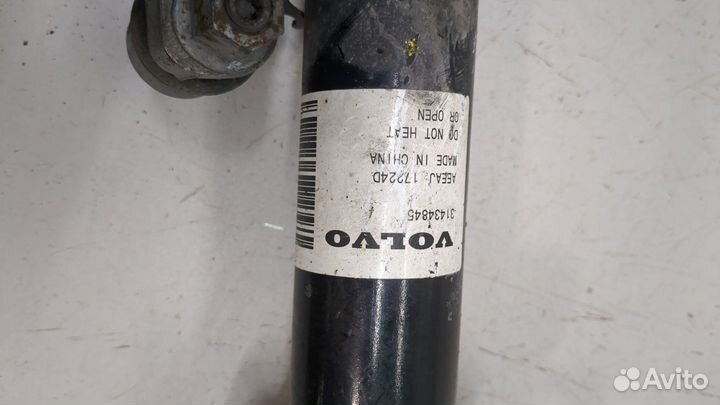 VOLVO
31434845
AEEAJ 17224D
MADE IN CHINA
DO NOT HEAT
OR OPEN
Avito